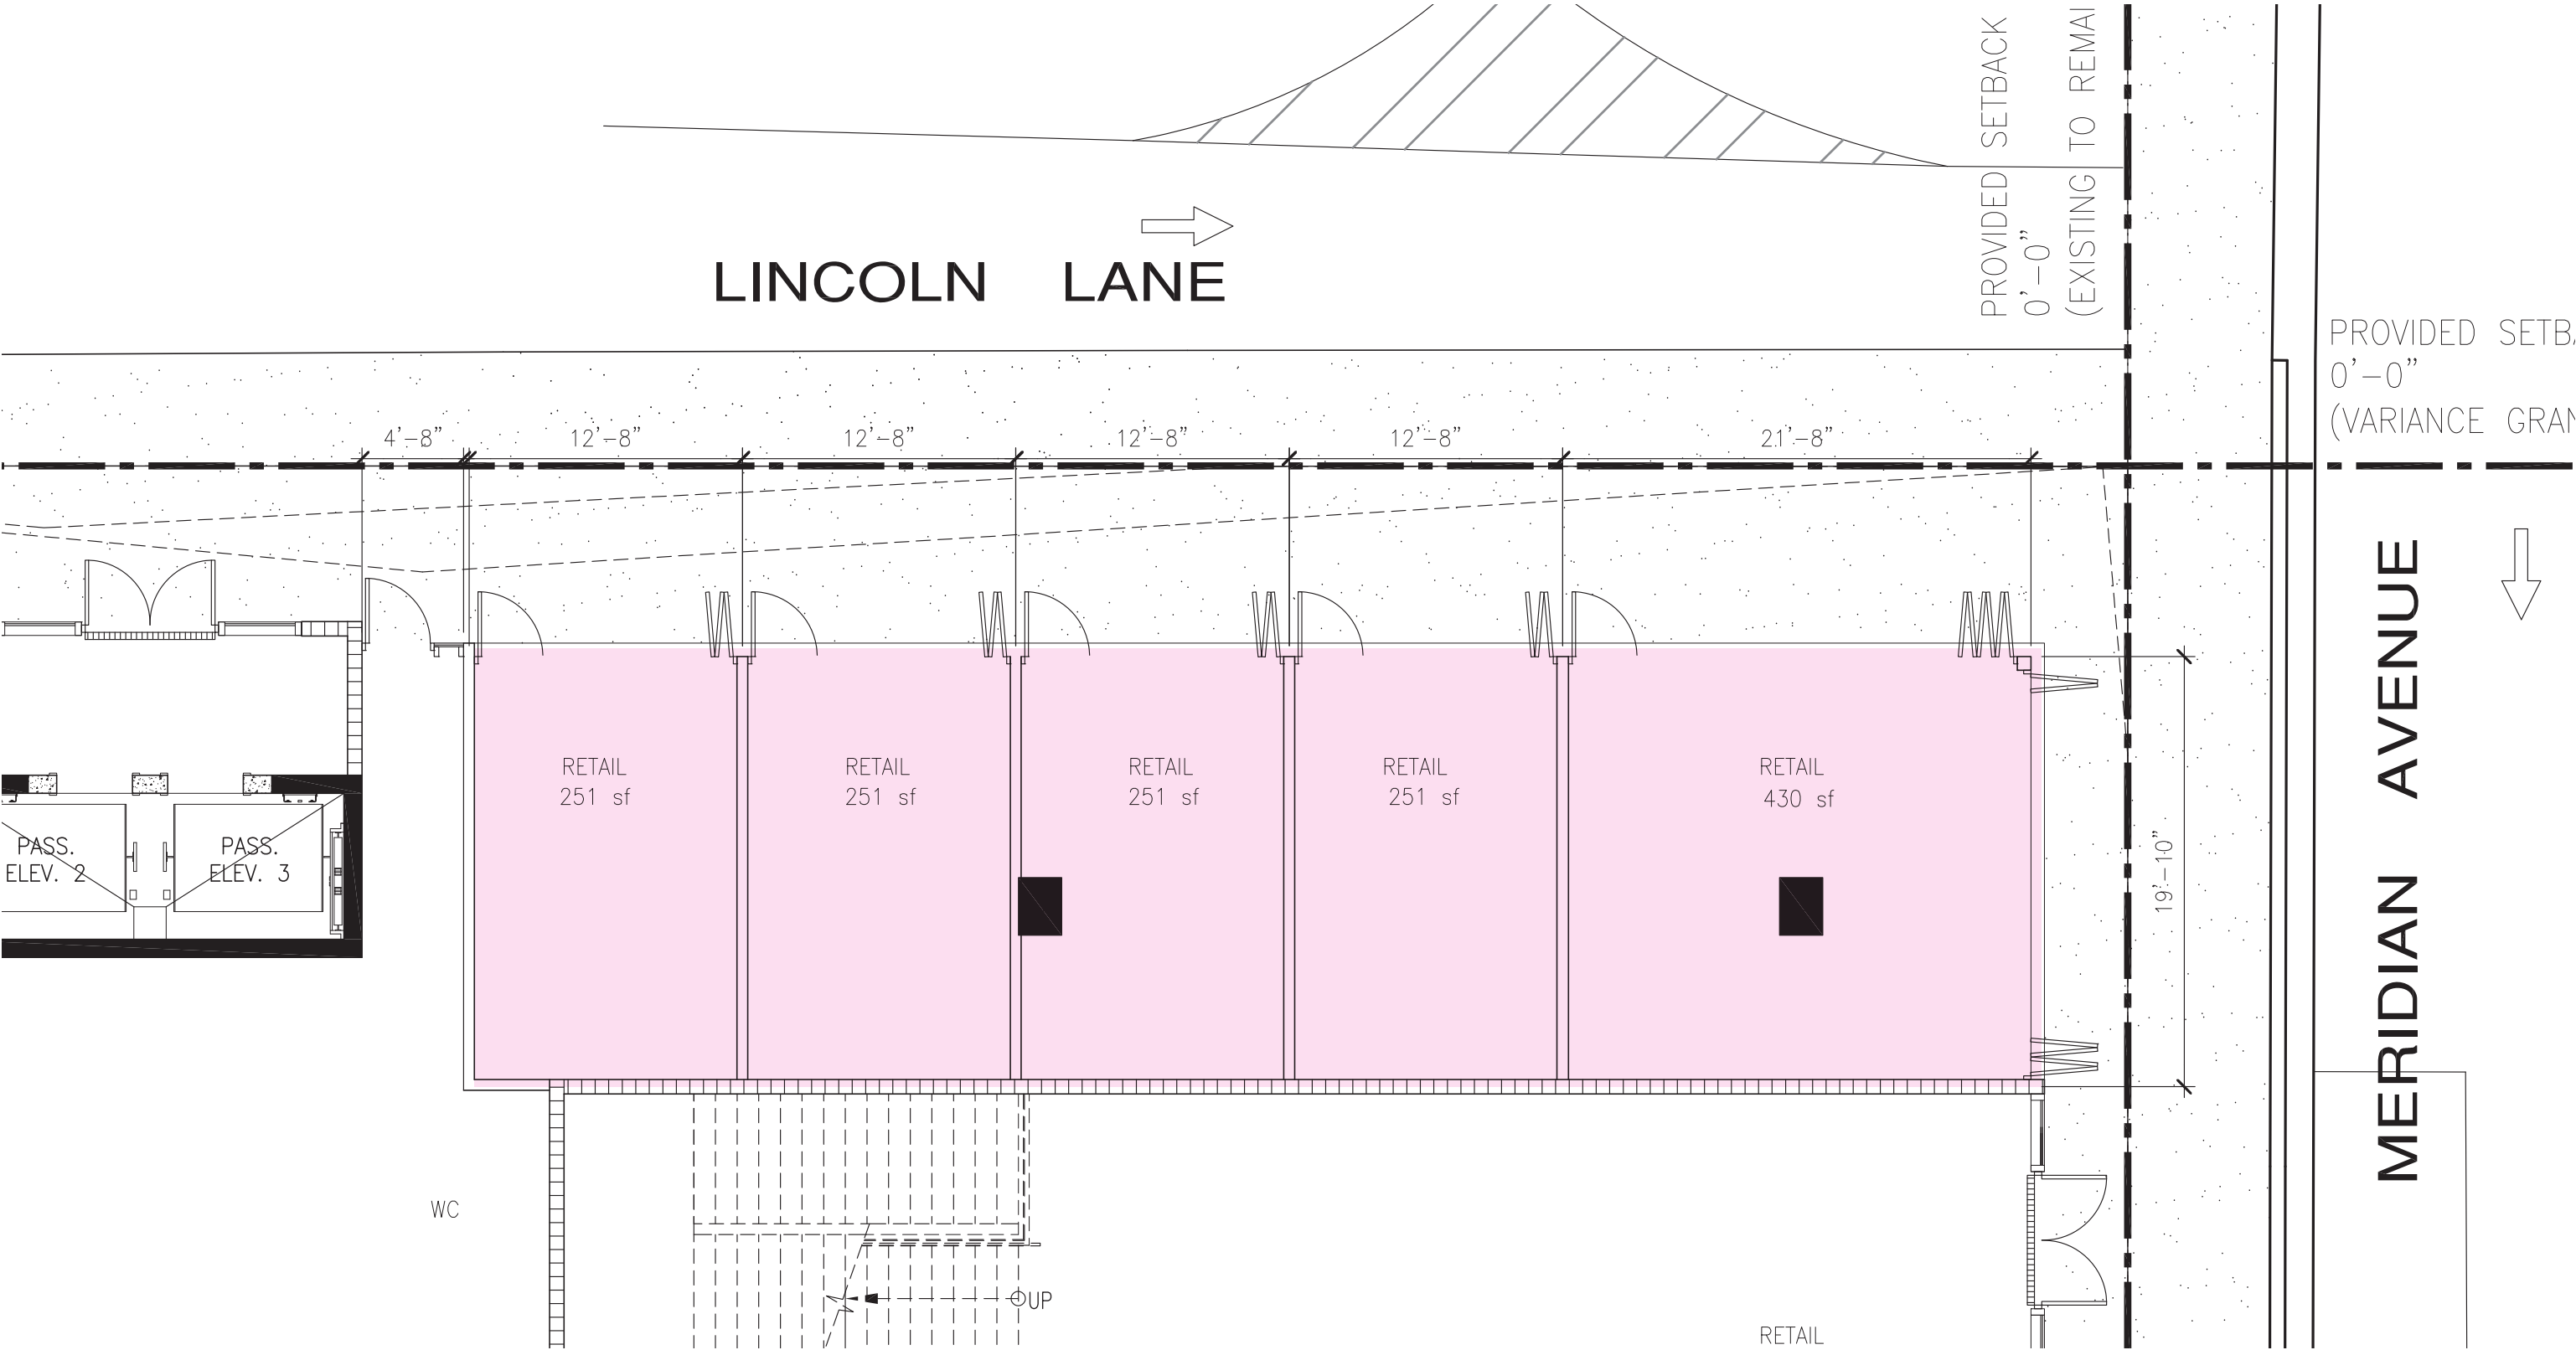 PROVIDED SETBACK
0'-0"
(EXISTING TO REMAI
LINCOLN LANE
PROVIDED SETBA
0'-0"
(VARIANCE GRAN
4'-8"
12'-8"
12'-8"
12'-8"
12'-8"
21'-8"
RETAIL
251 sf
RETAIL
251 sf
RETAIL
251 sf
RETAIL
251 sf
RETAIL
430 sf
PASS.
ELEV. 2
PASS.
ELEV. 3
19'-10"
MERIDIAN AVENUE
WC
UP
RETAIL